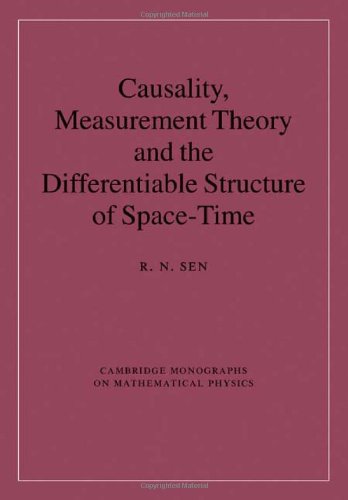 Causality,
Measurement Theory
and the
Differentiable Structure
of Space-Time
R. N. SEN
CAMBRIDGE MONOGRAPHS
ON MATHEMATICAL PHYSICS